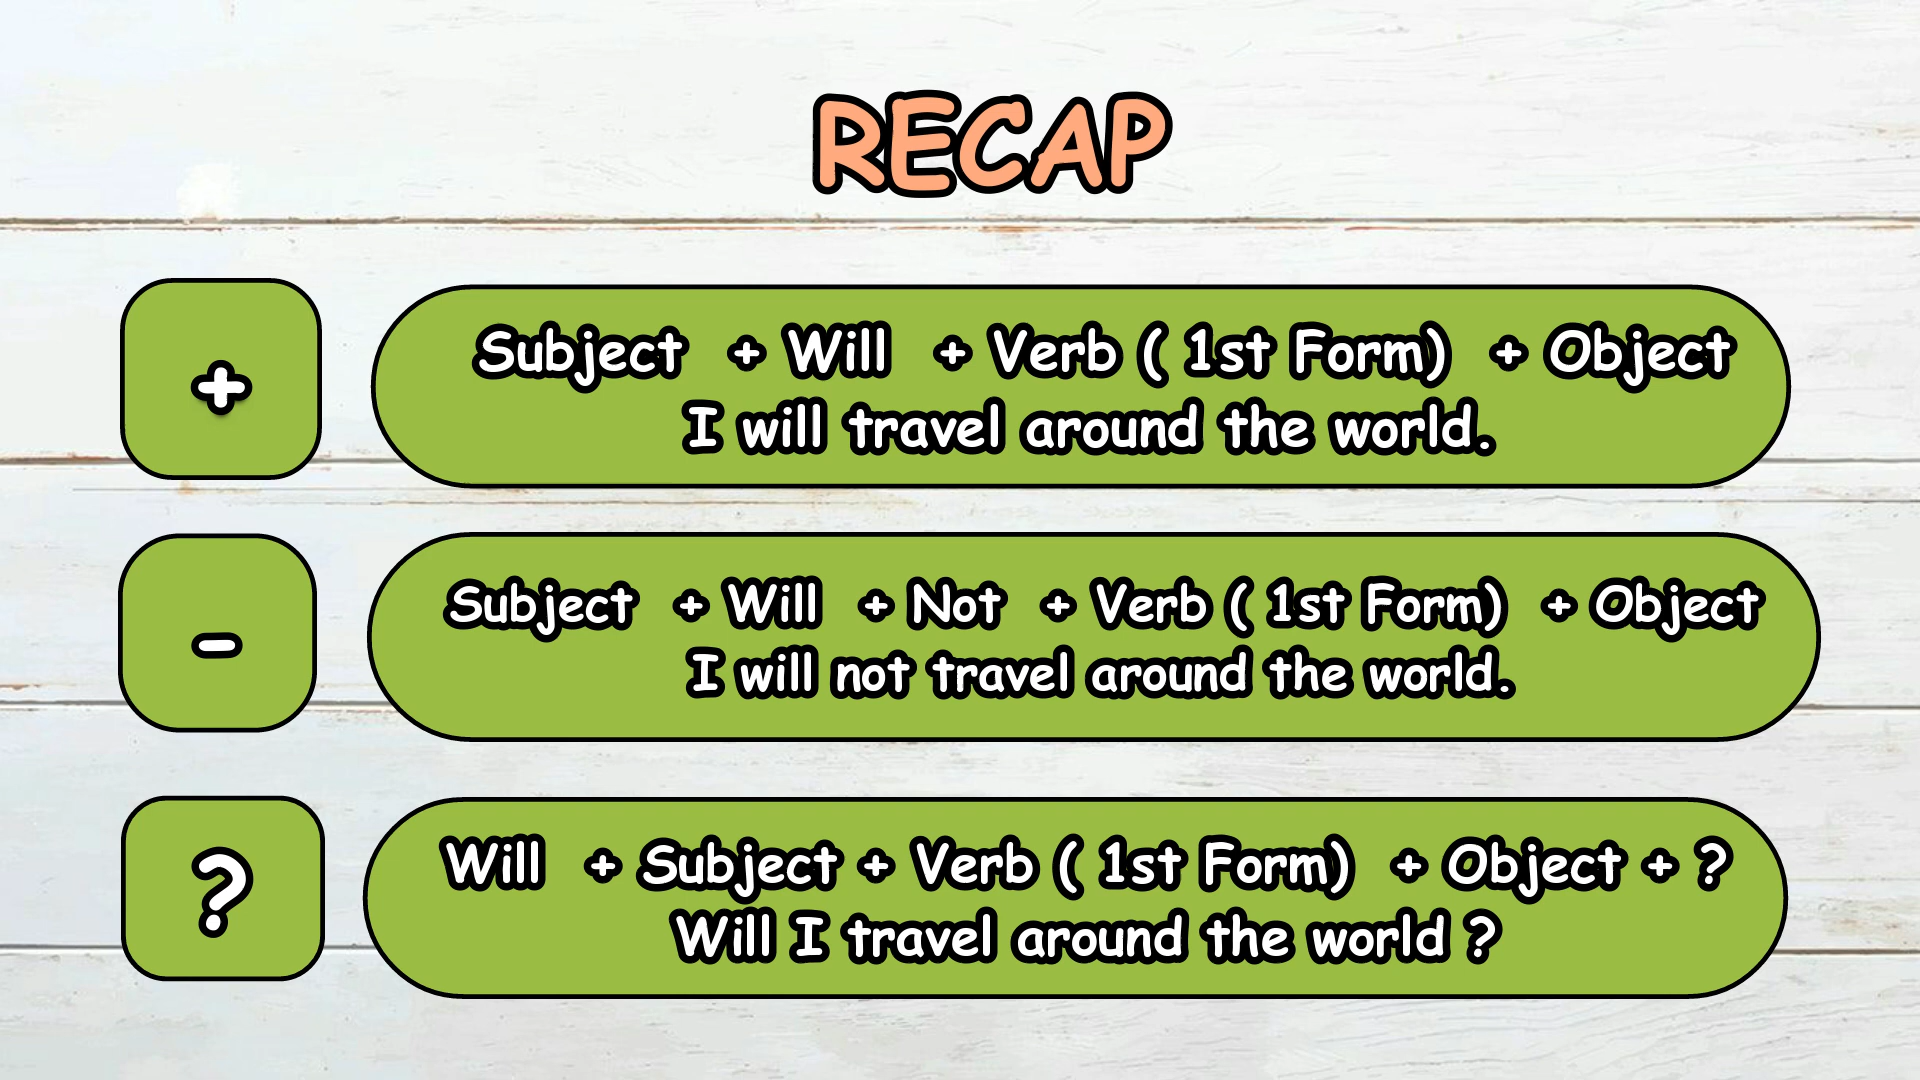 RECAP
+
Subject + Will + Verb ( 1st Form) + Object
I will travel around the world.
-
Subject + Will + Not + Verb ( 1st Form) + Object
I will not travel around the world.
?
Will + Subject + Verb ( 1st Form) + Object + ?
Will I travel around the world ?